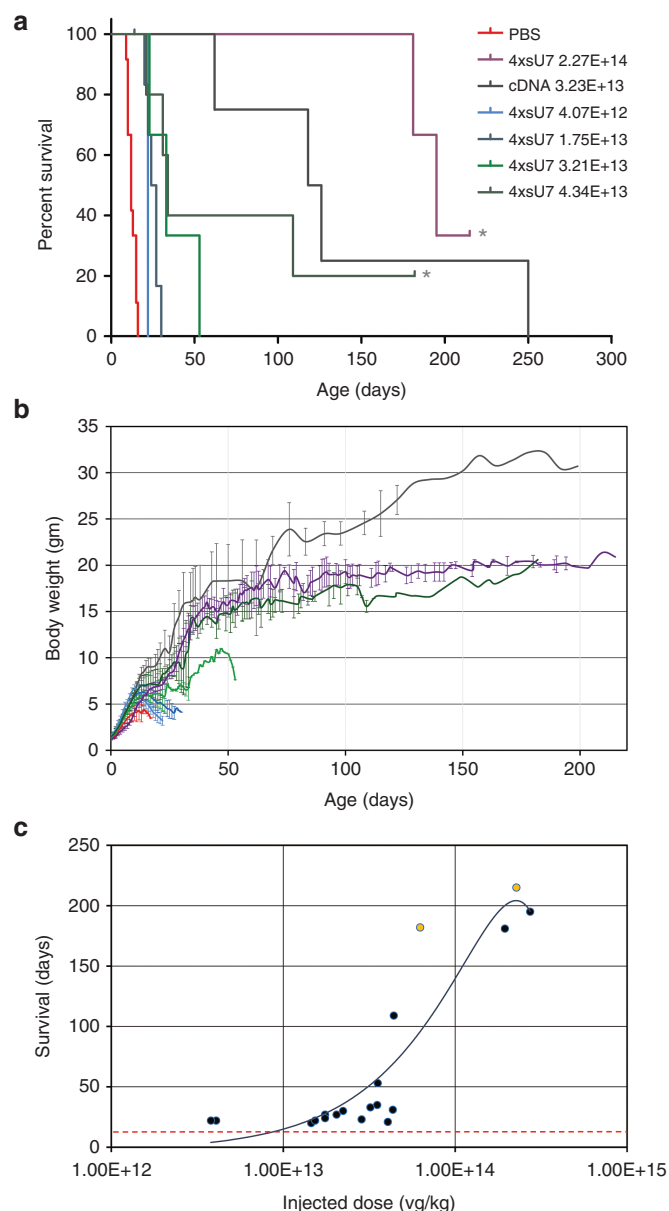 a
PBS
4xsU7 2.27E+14
cDNA 3.23E+13
4xsU7 4.07E+12
4xsU7 1.75E+13
4xsU7 3.21E+13
4xsU7 4.34E+13
100
80
60
40
20
0
Percent survival
*
*
0 50 100 150 200 250 300
Age (days)
b
35
30
25
20
15
10
5
0
Body weight (gm)
0 50 100 150 200
Age (days)
c
250
200
150
100
50
0
Survival (days)
1.00E+12 1.00E+13 1.00E+14 1.00E+15
Injected dose (vg/kg)